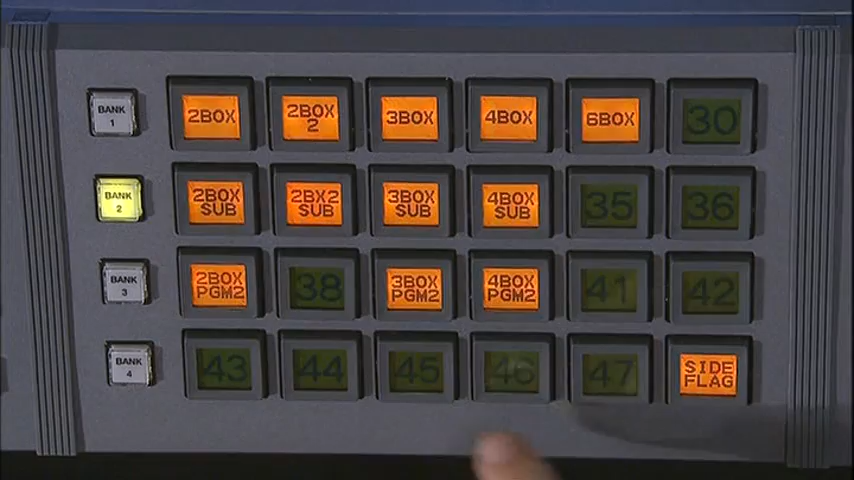 BANK
1
2BOX
2BOX
2
3BOX
4BOX
6BOX
30
BANK
2
2BOX
SUB
2BX2
SUB
3BOX
SUB
4BOX
SUB
35
36
BANK
3
2BOX
PGM2
38
3BOX
PGM2
4BOX
PGM2
41
42
BANK
4
43
44
45
46
47
SIDE
FLAG